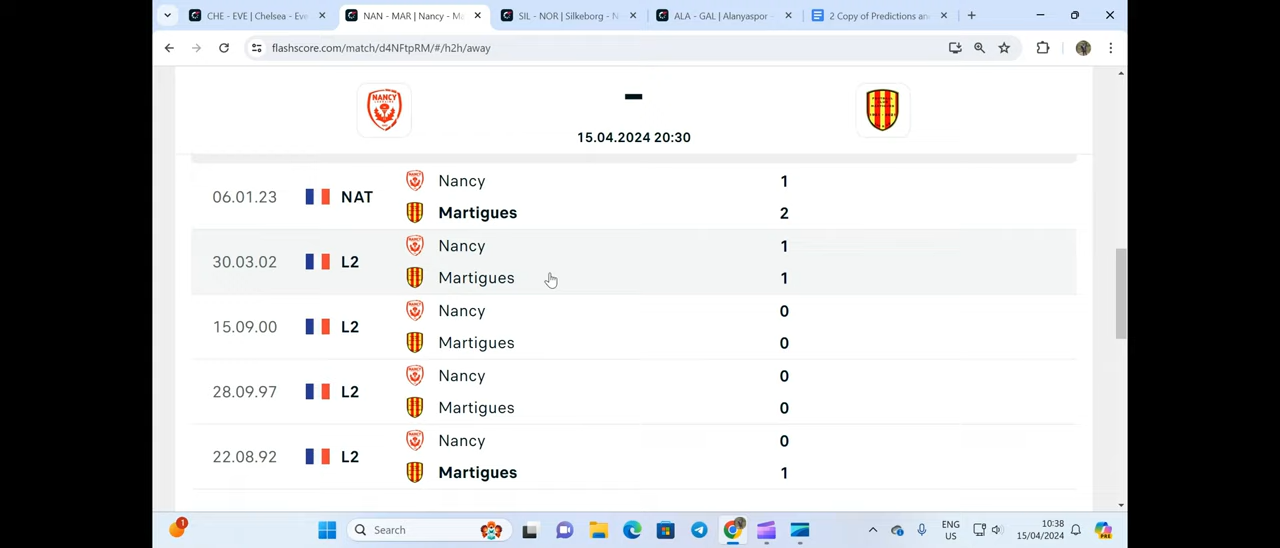 CHE - EVE | Chelsea - Eve
NAN - MAR | Nancy - Ma
SIL - NOR | Silkeborg - N
ALA - GAL | Alanyaspor -
2 Copy of Predictions an
flashscore.com/match/d4NFtpRM/#/h2h/away
NANCY
-
15.04.2024 20:30
06.01.23 NAT Nancy 1
Martigues 2
30.03.02 L2 Nancy 1
Martigues 1
15.09.00 L2 Nancy 0
Martigues 0
28.09.97 L2 Nancy 0
Martigues 0
22.08.92 L2 Nancy 0
Martigues 1
1
Search
ENG
US
10:38
15/04/2024
PRE